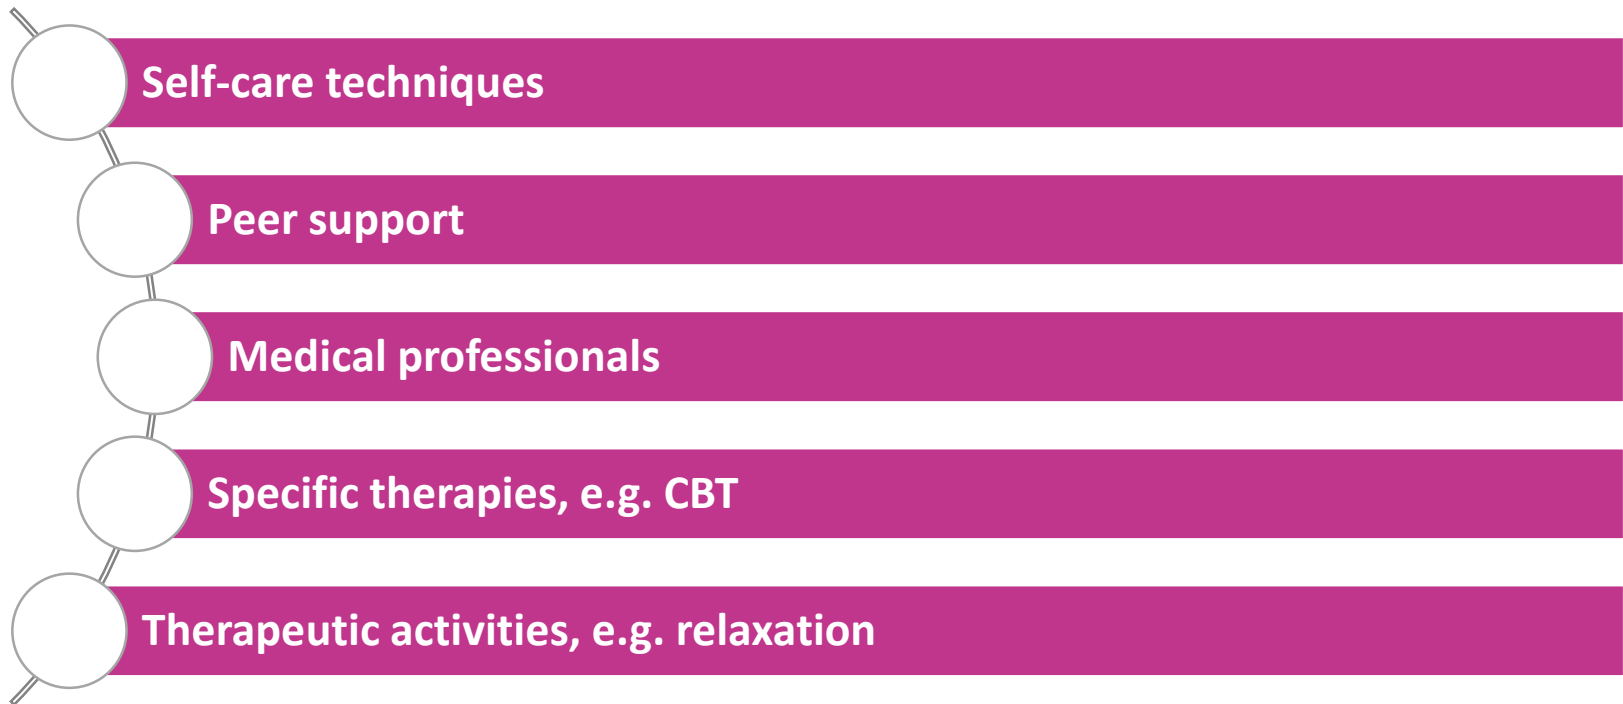 Self-care techniques
Peer support
Medical professionals
Specific therapies, e.g. CBT
Therapeutic activities, e.g. relaxation